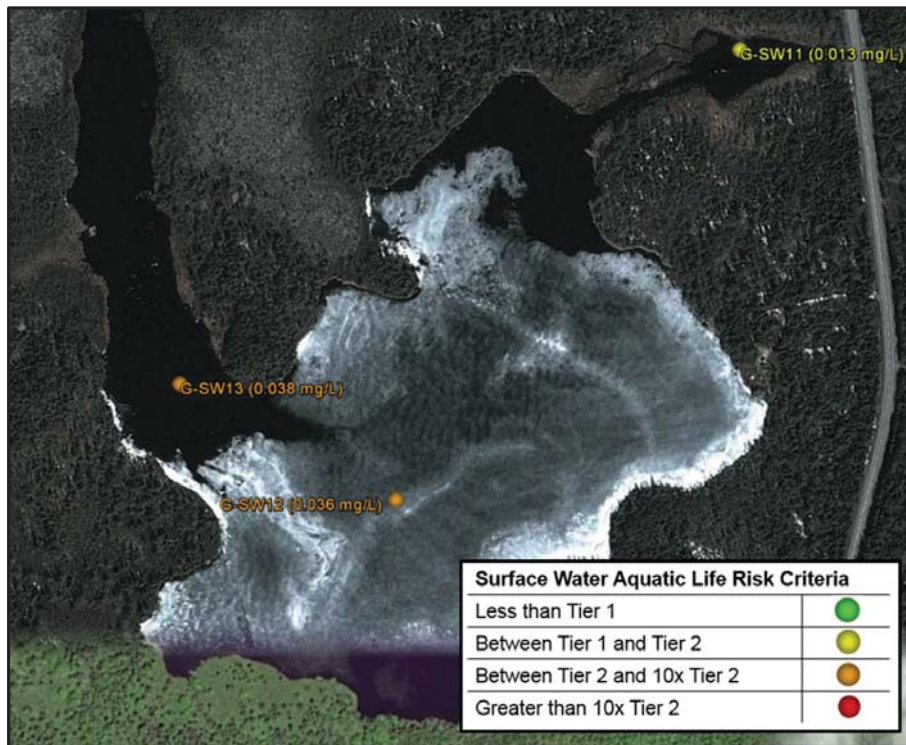 G-SW11 (0.013 mg/L)
G-SW13 (0.038 mg/L)
G-SW12 (0.036 mg/L)
Surface Water Aquatic Life Risk Criteria
Less than Tier 1
Between Tier 1 and Tier 2
Between Tier 2 and 10x Tier 2
Greater than 10x Tier 2